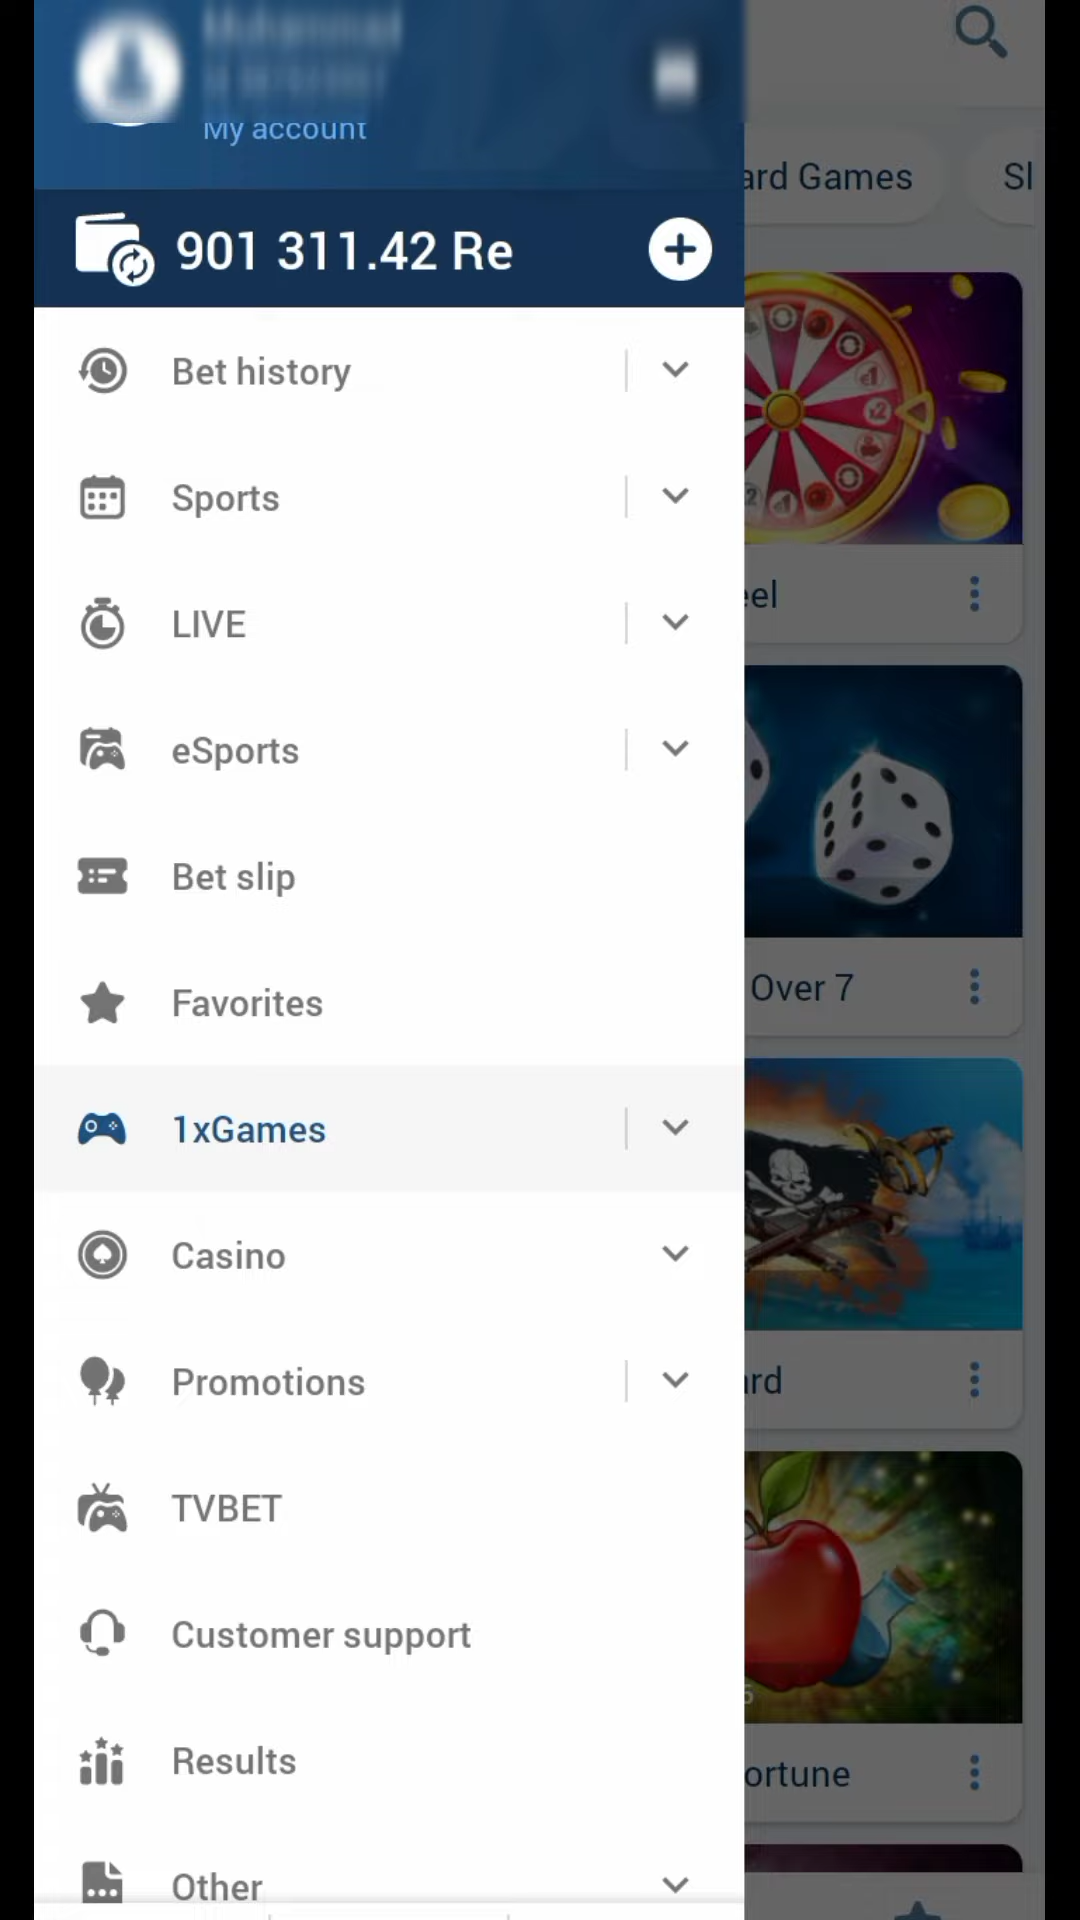 My account
901 311.42 Re
Bet history
Sports
LIVE
eSports
Bet slip
Favorites
1xGames
Casino
Promotions
TVBET
Customer support
Results
Other
ard Games
Sl
eel
Over 7
ard
ortune